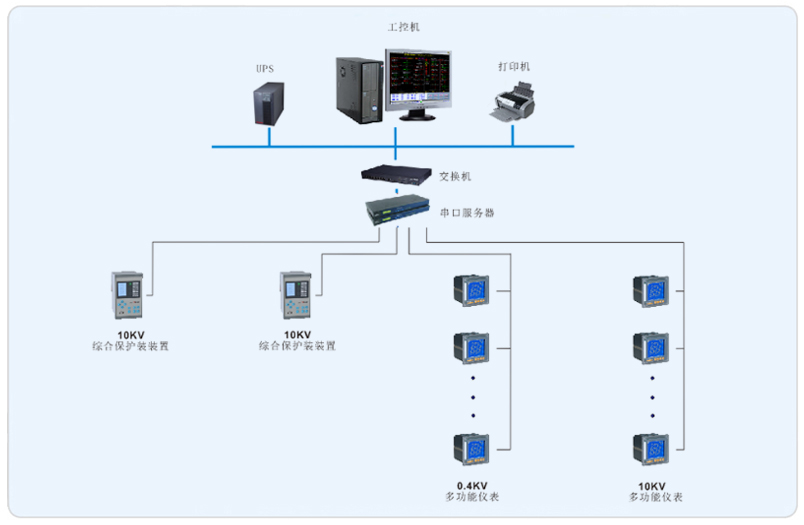 工控机
UPS
打印机
交换机
串口服务器
10KV
综合保护装装置
10KV
综合保护装装置
0.4KV
多功能仪表
10KV
多功能仪表